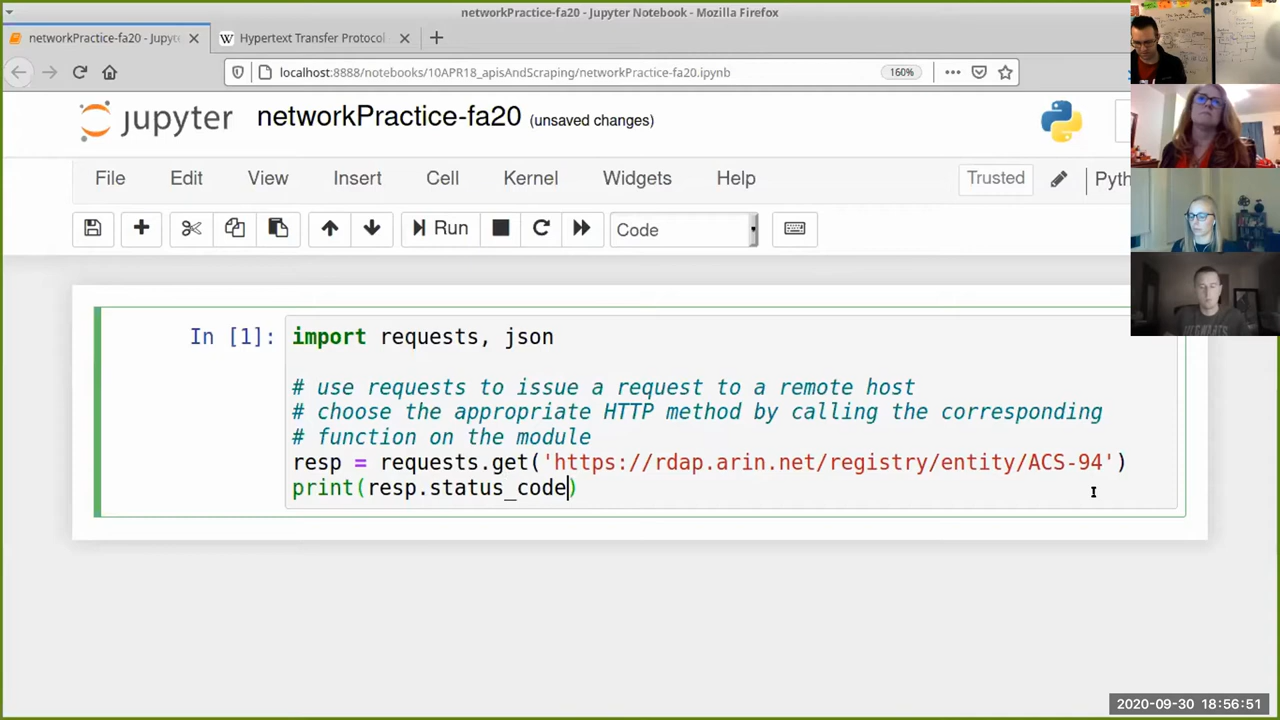 networkPractice-fa20 - Jupyter Notebook - Mozilla Firefox
networkPractice-fa20 - Jupyte
Hypertext Transfer Protocol
localhost:8888/notebooks/10APR18_apisAndScraping/networkPractice-fa20.ipynb
160%
jupyter networkPractice-fa20 (unsaved changes)
File Edit View Insert Cell Kernel Widgets Help Trusted Pyth
Run Code
In [1]:
import requests, json
# use requests to issue a request to a remote host
# choose the appropriate HTTP method by calling the corresponding
# function on the module
resp = requests.get('https://rdap.arin.net/registry/entity/ACS-94')
print(resp.status_code)
2020-09-30 18:56:51